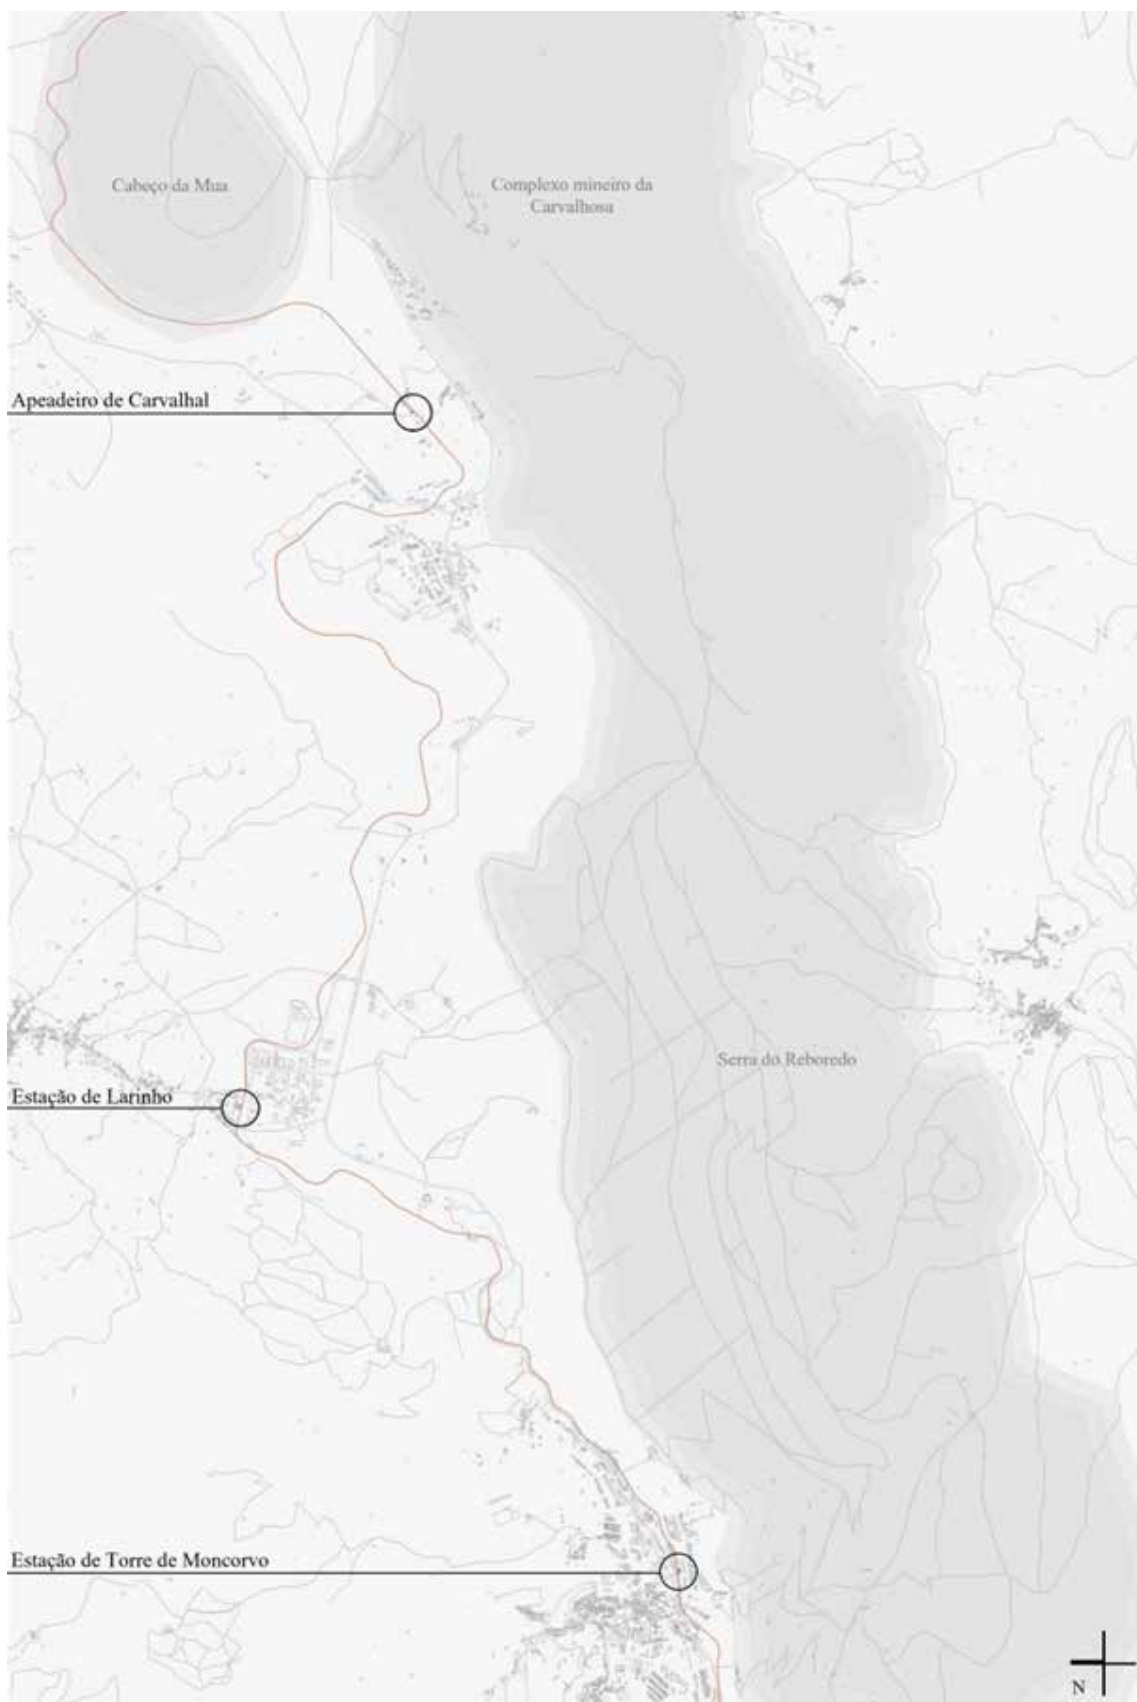 Cabeço da Mua
Complexo mineiro da
Carvalhosa
Apeadeiro de Carvalhal
Serra do Reboredo
Estação de Larinho
Estação de Torre de Moncorvo
N